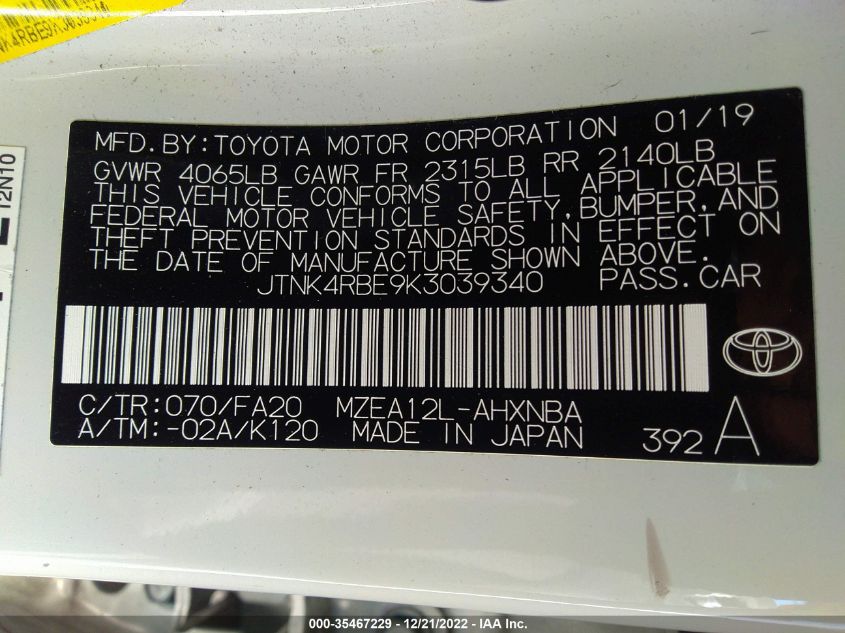 MFD. BY: TOYOTA MOTOR CORPORATION 01/19
GVWR 4065LB GAWR FR 2315LB RR 2140LB
THIS VEHICLE CONFORMS TO ALL APPLICABLE
FEDERAL MOTOR VEHICLE SAFETY, BUMPER, AND
THEFT PREVENTION STANDARDS IN EFFECT ON
THE DATE OF MANUFACTURE SHOWN ABOVE.
JTNK4RBE9K3039340 PASS.CAR
C/TR:070/FA20 MZEA12L-AHXNBA
A/TM:-02A/K120 MADE IN JAPAN 392 A
12N10
000-35467229 - 12/21/2022 - IAA Inc.